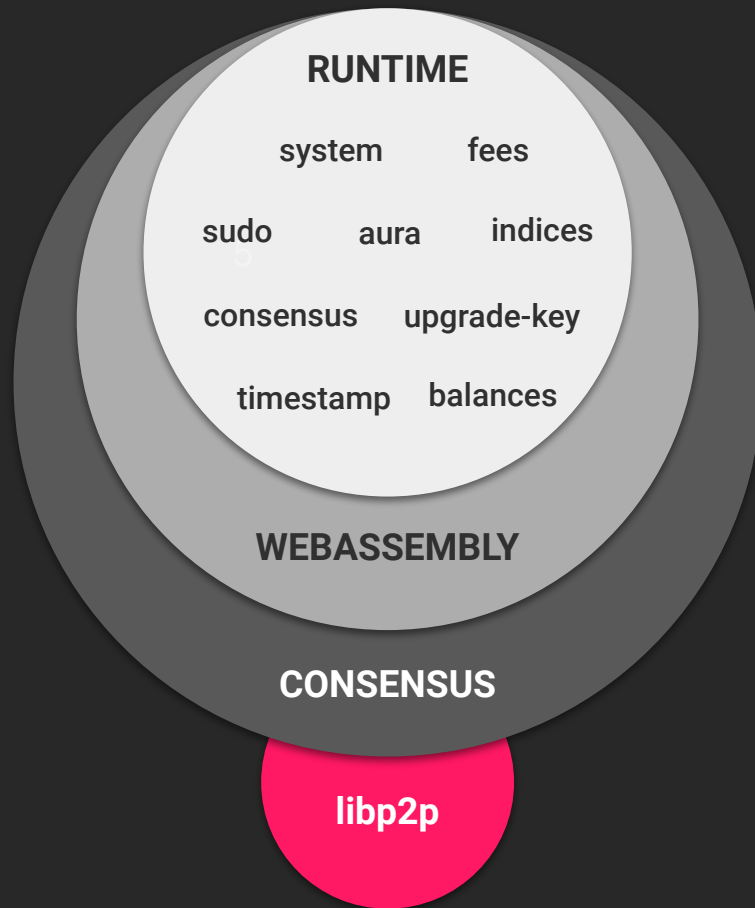 RUNTIME
system fees
sudo aura indices
consensus upgrade-key
timestamp balances
WEBASSEMBLY
CONSENSUS
libp2p